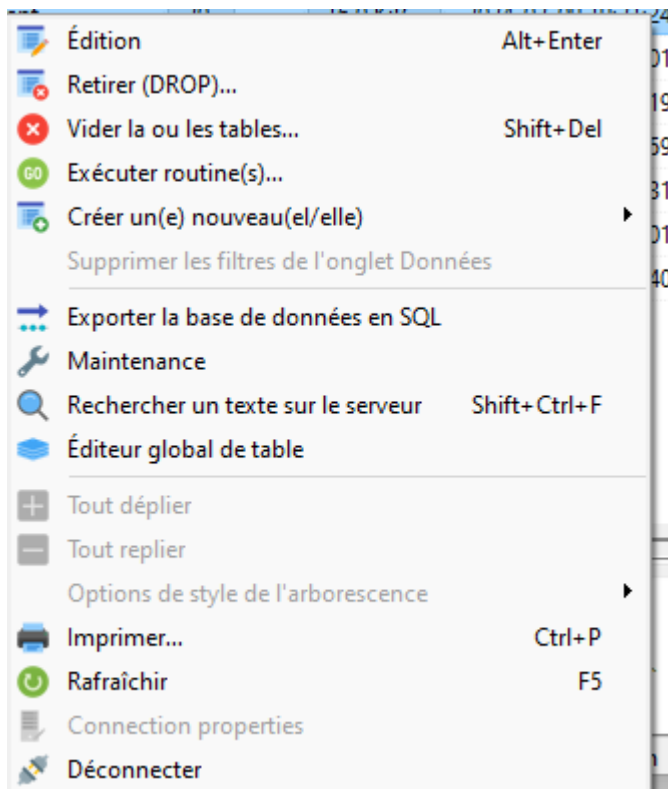 Édition Alt+Enter
Retirer (DROP)...
Vider la ou les tables... Shift+Del
GO Exécuter routine(s)...
Créer un(e) nouveau(el/elle)
Supprimer les filtres de l'onglet Données
Exporter la base de données en SQL
Maintenance
Rechercher un texte sur le serveur Shift+Ctrl+F
Éditeur global de table
Tout déplier
Tout replier
Options de style de l'arborescence
Imprimer... Ctrl+P
Rafraîchir F5
Connection properties
Déconnecter